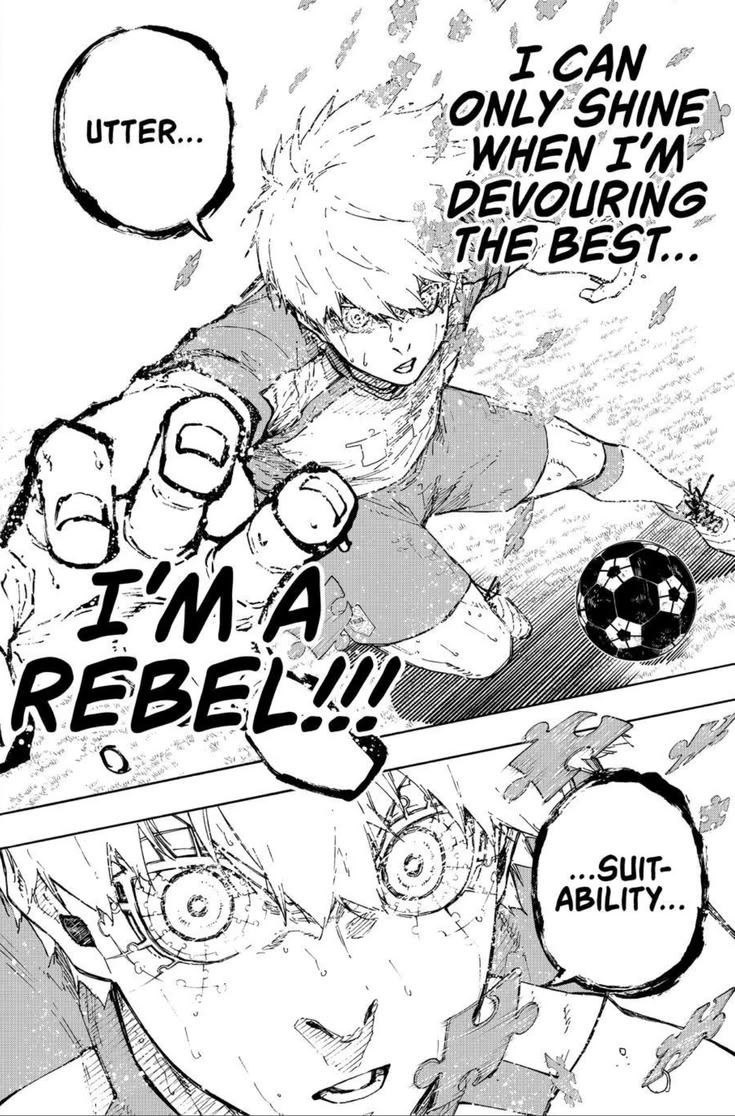 UTTER...
I CAN
ONLY SHINE
WHEN I'M
DEVOURING
THE BEST...
I'M A
REBEL!!!
...SUIT-
ABILITY...